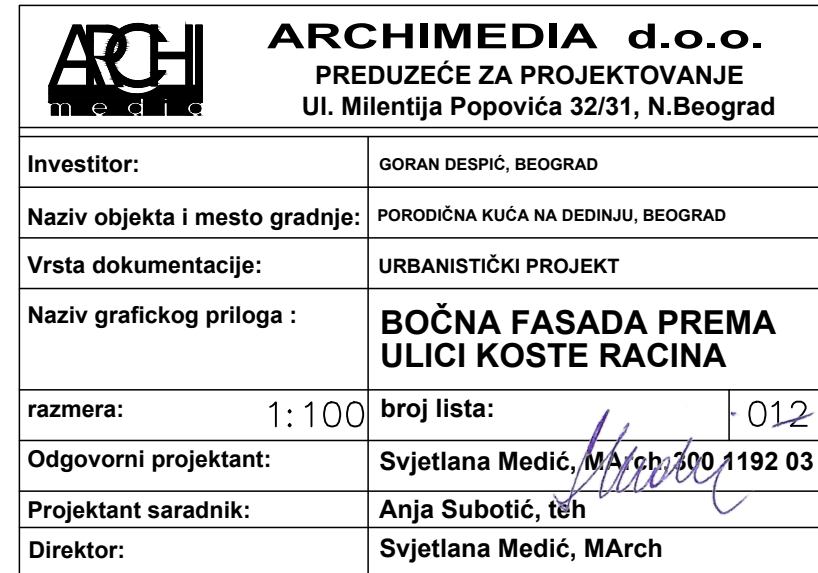 ARCHI
media
ARCHIMEDIA d.o.o.
PREDUZEĆE ZA PROJEKTOVANJE
Ul. Milentija Popovića 32/31, N.Beograd
Investitor: GORAN DESPIĆ, BEOGRAD
Naziv objekta i mesto gradnje: PORODIČNA KUĆA NA DEDINJU, BEOGRAD
Vrsta dokumentacije: URBANISTIČKI PROJEKT
Naziv grafickog priloga : BOČNA FASADA PREMA
ULICI KOSTE RACINA
razmera: 1:100 broj lista: 012
Odgovorni projektant: Svjetlana Medić, MArch,300 1192 03
Projektant saradnik: Anja Subotić, teh
Direktor: Svjetlana Medić, MArch